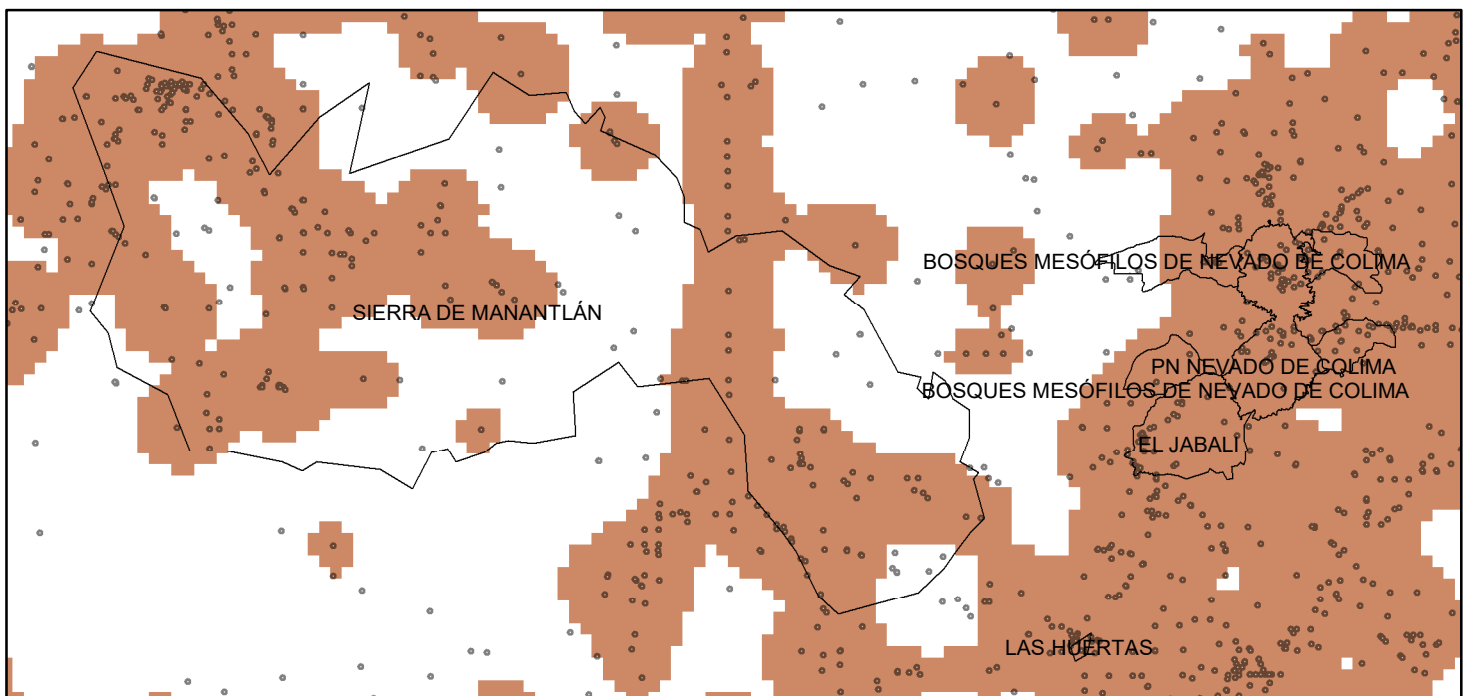 BOSQUES MESÓFILOS DE NEVADO DE COLIMA
SIERRA DE MANANTLÁN
PN NEVADO DE COLIMA
BOSQUES MESÓFILOS DE NEVADO DE COLIMA
EL JABALÍ
LAS HUERTAS